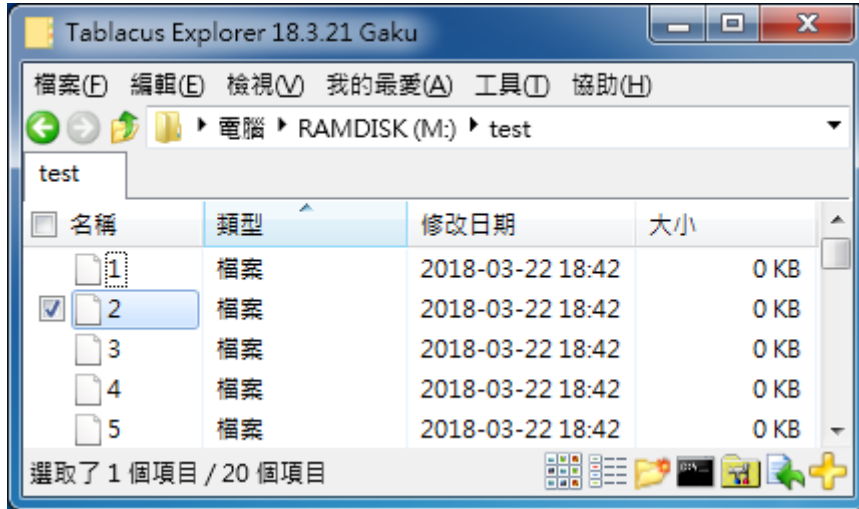 Tablacus Explorer 18.3.21 Gaku
檔案(F) 編輯(E) 檢視(V) 我的最愛(A) 工具(T) 協助(H)
電腦 RAMDISK (M:) test
test
名稱 類型 修改日期 大小
1 檔案 2018-03-22 18:42 0 KB
2 檔案 2018-03-22 18:42 0 KB
3 檔案 2018-03-22 18:42 0 KB
4 檔案 2018-03-22 18:42 0 KB
5 檔案 2018-03-22 18:42 0 KB
選取了 1 個項目 / 20 個項目